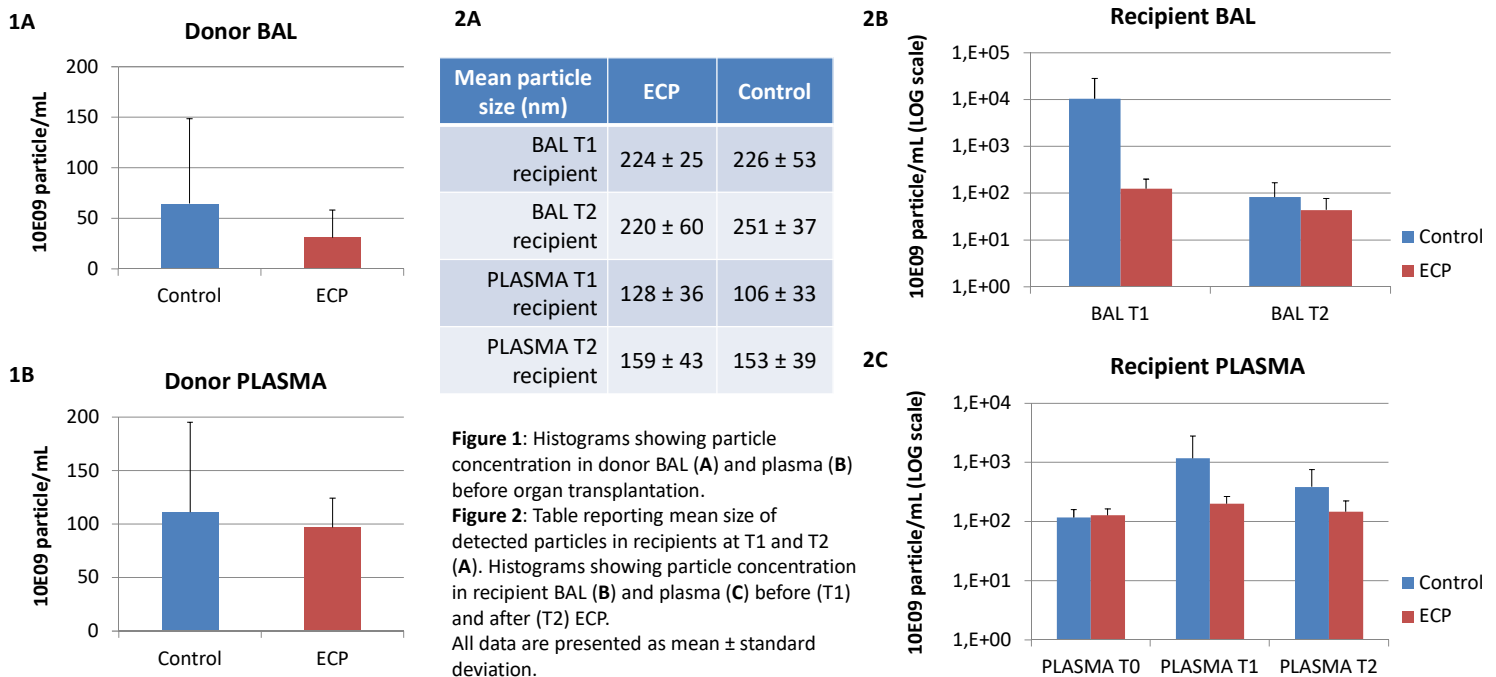 1A
Donor BAL
10E09 particle/mL
200
150
100
50
0
Control
ECP
1B
Donor PLASMA
10E09 particle/mL
200
150
100
50
0
Control
ECP
2A
Mean particle size (nm) ECP Control
BAL T1 recipient 224 ± 25 226 ± 53
BAL T2 recipient 220 ± 60 251 ± 37
PLASMA T1 recipient 128 ± 36 106 ± 33
PLASMA T2 recipient 159 ± 43 153 ± 39
Figure 1: Histograms showing particle
concentration in donor BAL (A) and plasma (B)
before organ transplantation.
Figure 2: Table reporting mean size of
detected particles in recipients at T1 and T2
(A). Histograms showing particle concentration
in recipient BAL (B) and plasma (C) before (T1)
and after (T2) ECP.
All data are presented as mean ± standard
deviation.
2B
Recipient BAL
10E09 particle/mL (LOG scale)
1,E+05
1,E+04
1,E+03
1,E+02
1,E+01
1,E+00
BAL T1
BAL T2
Control
ECP
2C
Recipient PLASMA
10E09 particle/mL (LOG scale)
1,E+04
1,E+03
1,E+02
1,E+01
1,E+00
PLASMA T0
PLASMA T1
PLASMA T2
Control
ECP